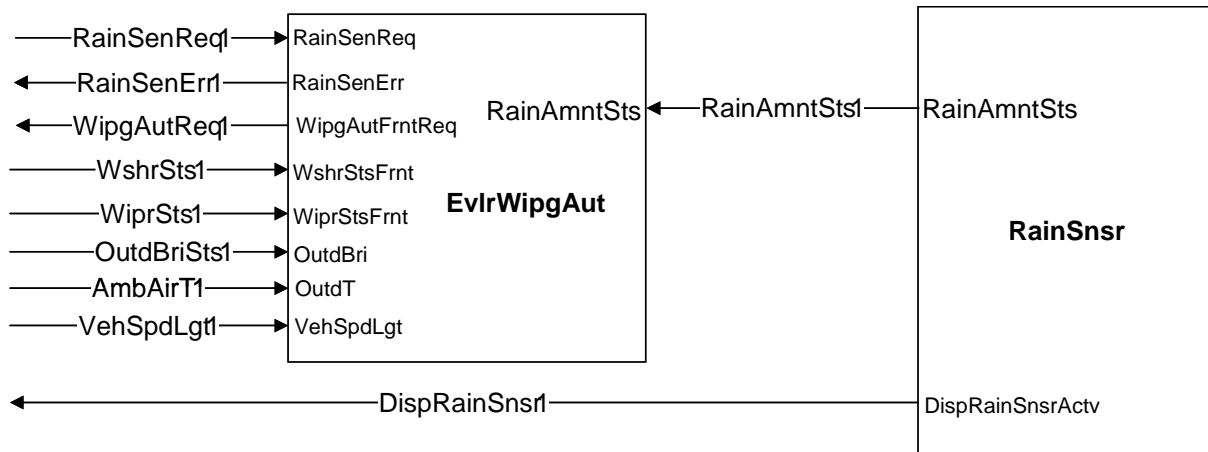 RainSenReq1
RainSenReq
RainSenErr1
RainSenErr
WipgAutReq1
WipgAutFrntReq
WshrSts1
WshrStsFrnt
WiprSts1
WiprStsFrnt
OutdBriSts1
OutdBri
AmbAirT1
OutdT
VehSpdLgt1
VehSpdLgt
RainAmntSts
EvlrWipgAut
RainAmntSts1
RainAmntSts
RainSnsr
DispRainSnsr1
DispRainSnsrActv